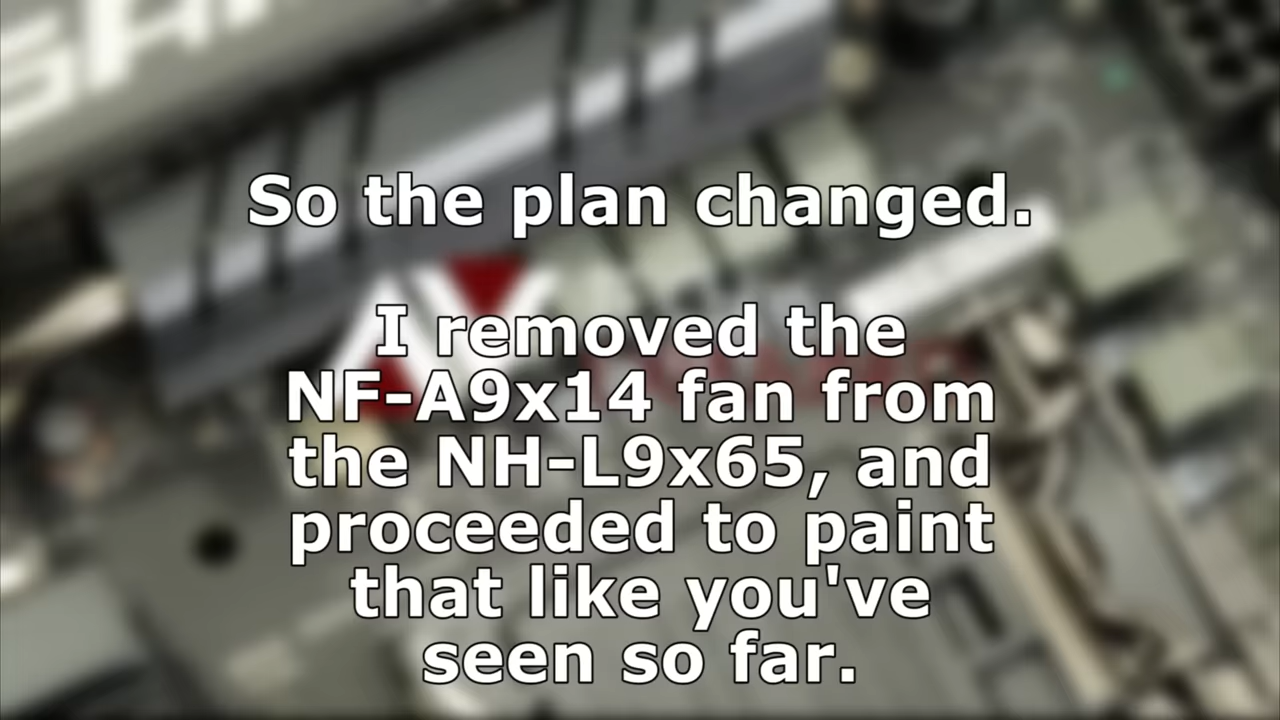 So the plan changed.
I removed the
NF-A9x14 fan from
the NH-L9x65, and
proceeded to paint
that like you've
seen so far.